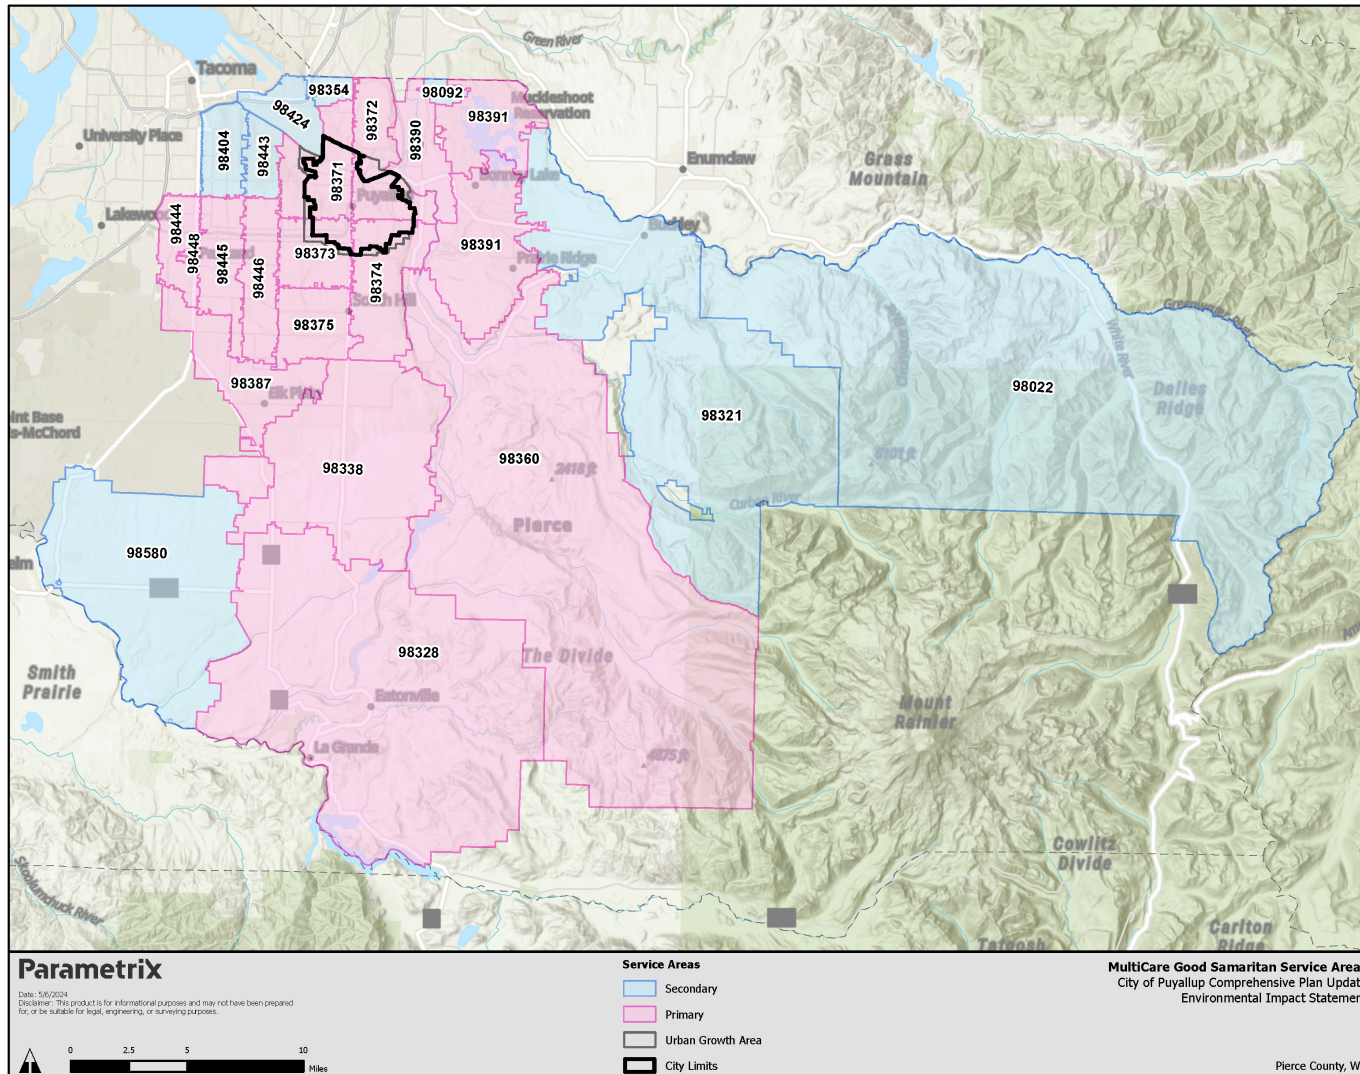 Green River
Tacoma
98354
98092
98372
98424
98390
98391
Muckleshoot
Reservation
University Place
98404
98443
98371
Enumclaw
Grass
Mountain
Bonney Lake
Puyallup
Lakewood
98444
98448
98445
98446
98373
98374
98391
Buckley
Prairie Ridge
South Hill
98375
Greenwater River
White River
Clearwater
98387
Elk Plain
98022
Dalles
Ridge
98321
oint Base
s-McChord
6101 ft
98338
98360
2418 ft
Carbon River
Pierce
98580
elm
98328
The Divide
Smith
Prairie
Eatonville
Mount
Rainier
La Grande
4875 ft
Cowlitz
Divide
Skookumchuck River
Carlton
Ridge
Tatoosh
Parametrix
Date: 5/6/2024
Disclaimer: This product is for informational purposes and may not have been prepared
for, or be suitable for legal, engineering, or surveying purposes.
0 2.5 5 10
Miles
Service Areas
Secondary
Primary
Urban Growth Area
City Limits
MultiCare Good Samaritan Service Area
City of Puyallup Comprehensive Plan Updat
Environmental Impact Statemen
Pierce County, W